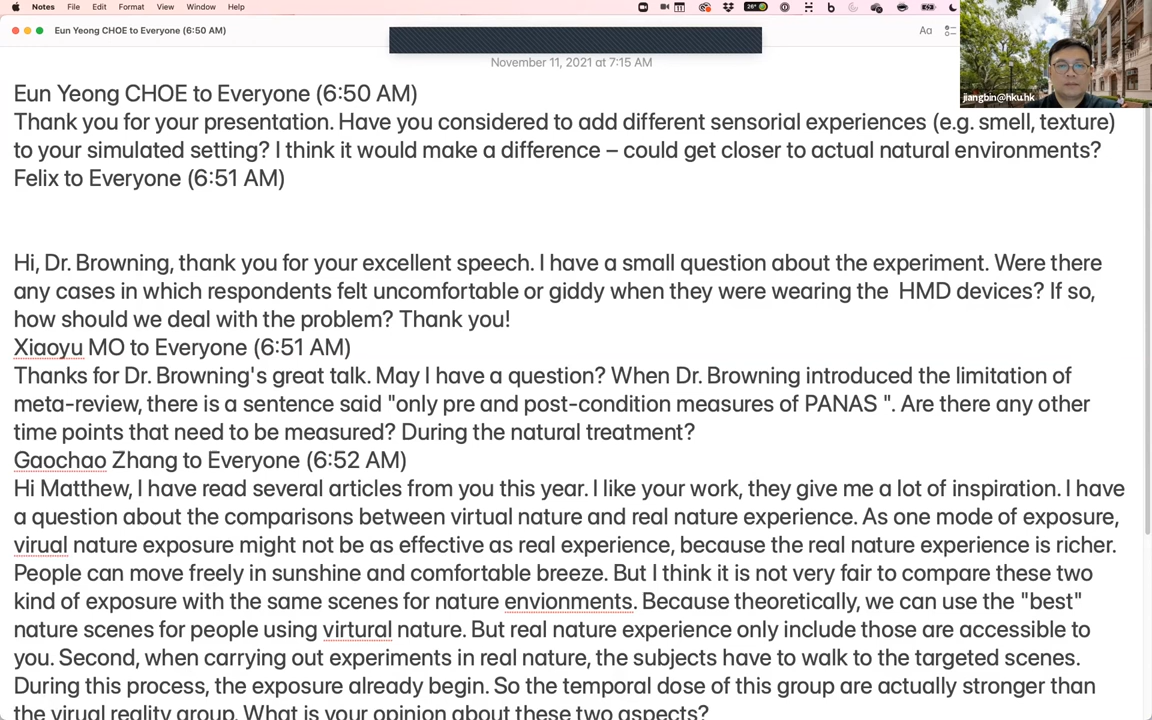 Notes File Edit Format View Window Help
26°
Eun Yeong CHOE to Everyone (6:50 AM)
Aa
November 11, 2021 at 7:15 AM
jiangbin@hku.hk
Eun Yeong CHOE to Everyone (6:50 AM)
Thank you for your presentation. Have you considered to add different sensorial experiences (e.g. smell, texture)
to your simulated setting? I think it would make a difference – could get closer to actual natural environments?
Felix to Everyone (6:51 AM)
Hi, Dr. Browning, thank you for your excellent speech. I have a small question about the experiment. Were there
any cases in which respondents felt uncomfortable or giddy when they were wearing the  HMD devices? If so,
how should we deal with the problem? Thank you!
Xiaoyu MO to Everyone (6:51 AM)
Thanks for Dr. Browning's great talk. May I have a question? When Dr. Browning introduced the limitation of
meta-review, there is a sentence said "only pre and post-condition measures of PANAS ". Are there any other
time points that need to be measured? During the natural treatment?
Gaochao Zhang to Everyone (6:52 AM)
Hi Matthew, I have read several articles from you this year. I like your work, they give me a lot of inspiration. I have
a question about the comparisons between virtual nature and real nature experience. As one mode of exposure,
virual nature exposure might not be as effective as real experience, because the real nature experience is richer.
People can move freely in sunshine and comfortable breeze. But I think it is not very fair to compare these two
kind of exposure with the same scenes for nature envionments. Because theoretically, we can use the "best"
nature scenes for people using virtural nature. But real nature experience only include those are accessible to
you. Second, when carrying out experiments in real nature, the subjects have to walk to the targeted scenes.
During this process, the exposure already begin. So the temporal dose of this group are actually stronger than
the virual reality group. What is your opinion about these two aspects?